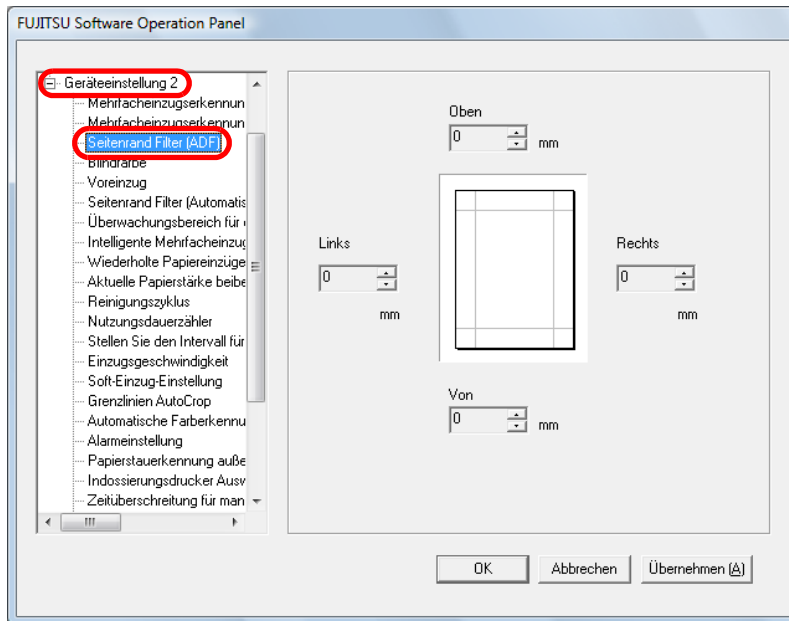 FUJITSU Software Operation Panel
Geräteeinstellung 2
Mehrfacheinzugserkennun
Mehrfacheinzugserkennun
Seitenrand Filter (ADF)
Blindfarbe
Voreinzug
Seitenrand Filter (Automatis
Überwachungsbereich für
Intelligente Mehrfacheinzug
Wiederholte Papiereinzüge
Aktuelle Papierstärke beibe
Reinigungszyklus
Nutzungsdauerzähler
Stellen Sie den Intervall für
Einzugsgeschwindigkeit
Soft-Einzug-Einstellung
Grenzlinien AutoCrop
Automatische Farberkennu
Alarmeinstellung
Papierstauerkennung auße
Indossierungsdrucker Ausw
Zeitüberschreitung für man
Oben
0 mm
Links
0
mm
Rechts
0
mm
Von
0 mm
OK Abbrechen Übernehmen (A)